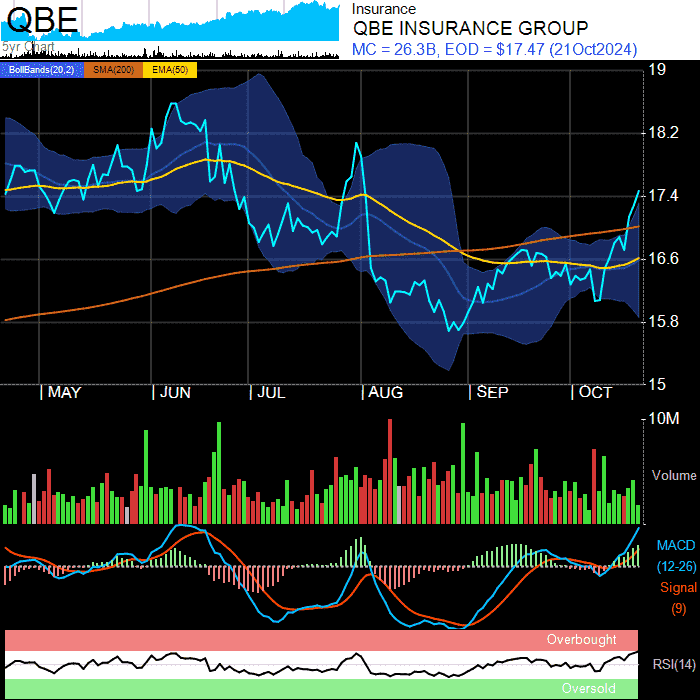 QBE
5yr Chart
Insurance
QBE INSURANCE GROUP
MC = 26.3B, EOD = $17.47 (21Oct2024)
BollBands(20,2) SMA(200) EMA(50)
19
18.2
17.4
16.6
15.8
15
MAY JUN JUL AUG SEP OCT
10M
Volume
MACD
(12-26)
Signal
(9)
Overbought
RSI(14)
Oversold